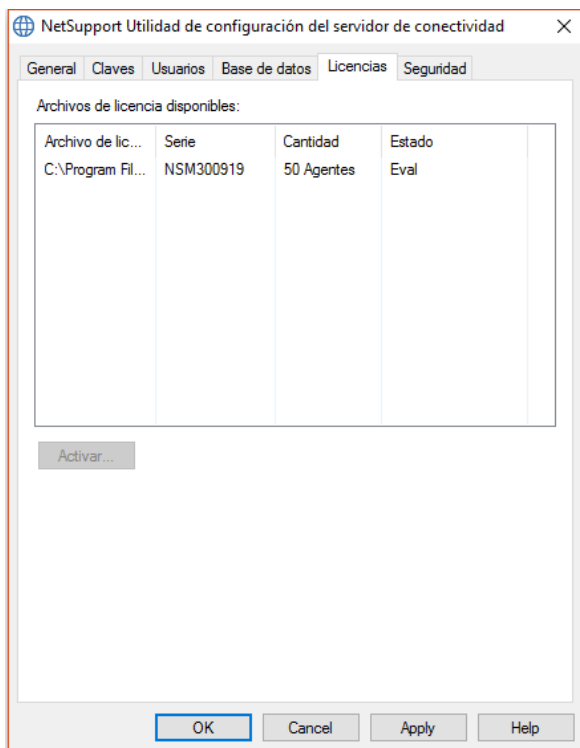 NetSupport Utilidad de configuración del servidor de conectividad
General Claves Usuarios Base de datos Licencias Seguridad
Archivos de licencia disponibles:
Archivo de lic... Serie Cantidad Estado
C:\Program Fil... NSM300919 50 Agentes Eval
Activar...
OK Cancel Apply Help